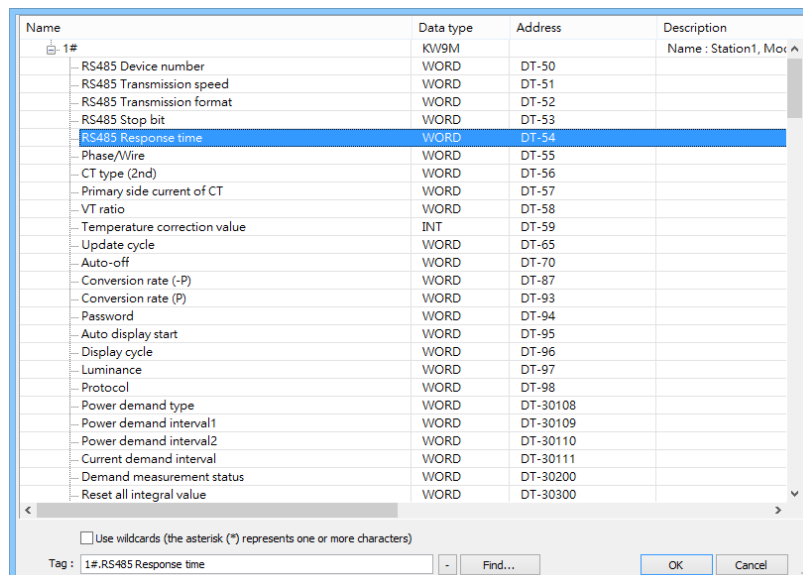 Name Data type Address Description
1# KW9M Name : Station1, Moc
RS485 Device number WORD DT-50
RS485 Transmission speed WORD DT-51
RS485 Transmission format WORD DT-52
RS485 Stop bit WORD DT-53
RS485 Response time WORD DT-54
Phase/Wire WORD DT-55
CT type (2nd) WORD DT-56
Primary side current of CT WORD DT-57
VT ratio WORD DT-58
Temperature correction value INT DT-59
Update cycle WORD DT-65
Auto-off WORD DT-70
Conversion rate (-P) WORD DT-87
Conversion rate (P) WORD DT-93
Password WORD DT-94
Auto display start WORD DT-95
Display cycle WORD DT-96
Luminance WORD DT-97
Protocol WORD DT-98
Power demand type WORD DT-30108
Power demand interval1 WORD DT-30109
Power demand interval2 WORD DT-30110
Current demand interval WORD DT-30111
Demand measurement status WORD DT-30200
Reset all integral value WORD DT-30300
Use wildcards (the asterisk (*) represents one or more characters)
Tag : 1#.RS485 Response time - Find... OK Cancel